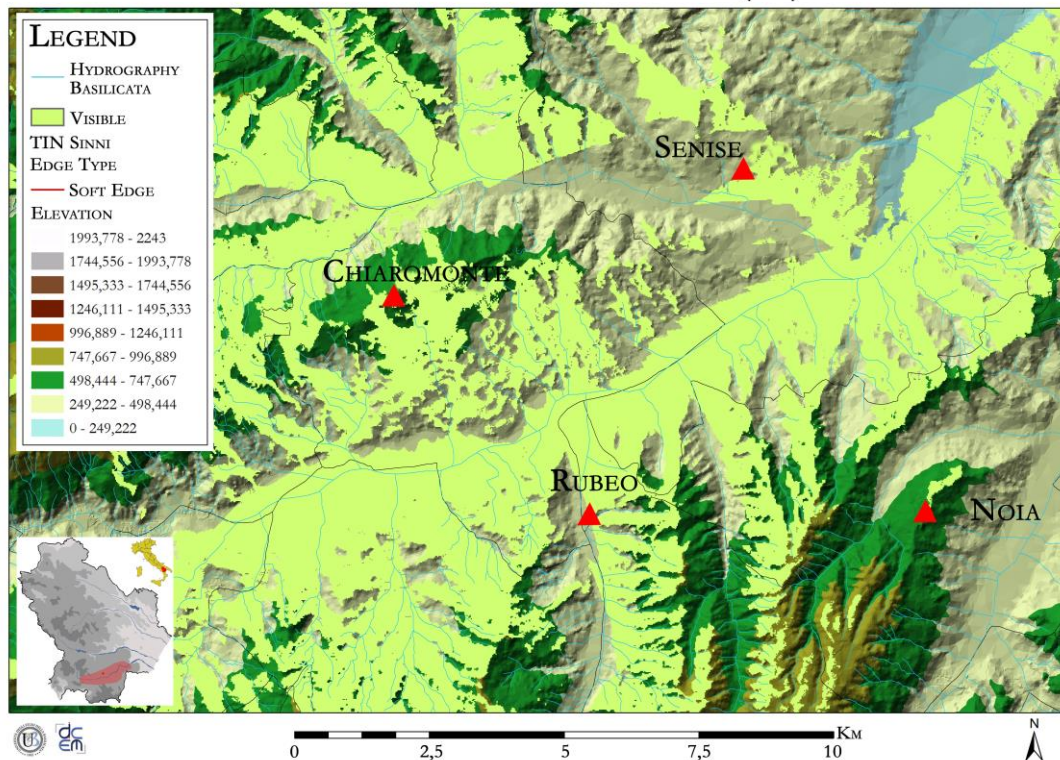 LEGEND
HYDROGRAPHY
BASILICATA
VISIBLE
TIN SINNI
EDGE TYPE
SOFT EDGE
ELEVATION
1993,778 - 2243
1744,556 - 1993,778
1495,333 - 1744,556
1246,111 - 1495,333
996,889 - 1246,111
747,667 - 996,889
498,444 - 747,667
249,222 - 498,444
0 - 249,222
SENISE
CHIAROMONTE
RUBEO
NOIA
KM
0 2,5 5 7,5 10
N